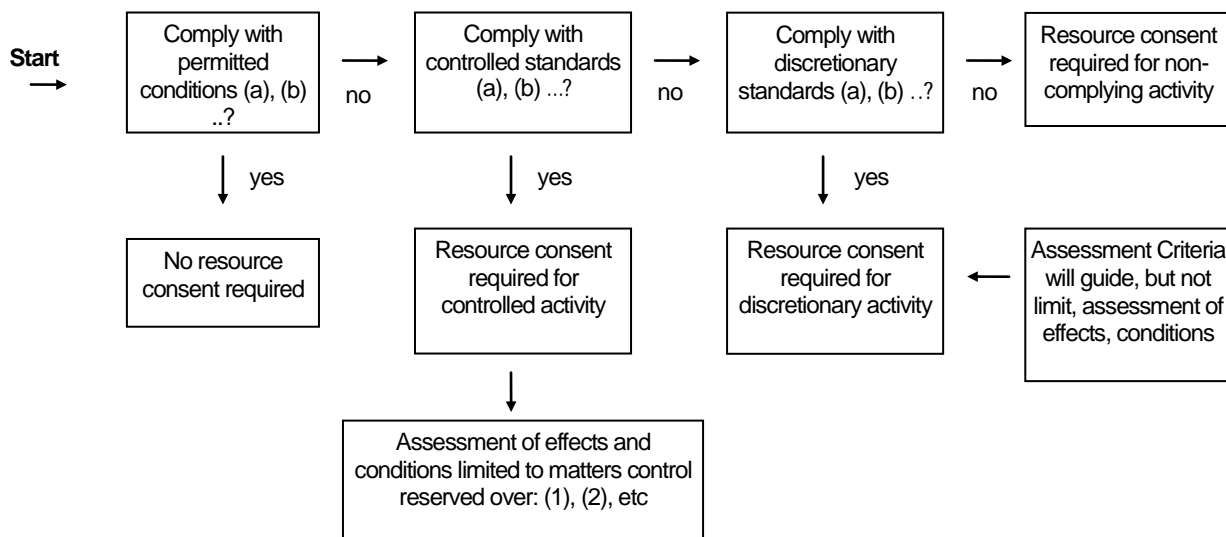 Start
Comply with
permitted
conditions (a), (b)
..?
no
Comply with
controlled standards
(a), (b) ...?
no
Comply with
discretionary
standards (a), (b) ..?
no
Resource consent
required for non-
complying activity
yes
yes
yes
No resource
consent required
Resource consent
required for
controlled activity
Resource consent
required for
discretionary activity
Assessment Criteria
will guide, but not
limit, assessment of
effects, conditions
Assessment of effects and
conditions limited to matters control
reserved over: (1), (2), etc